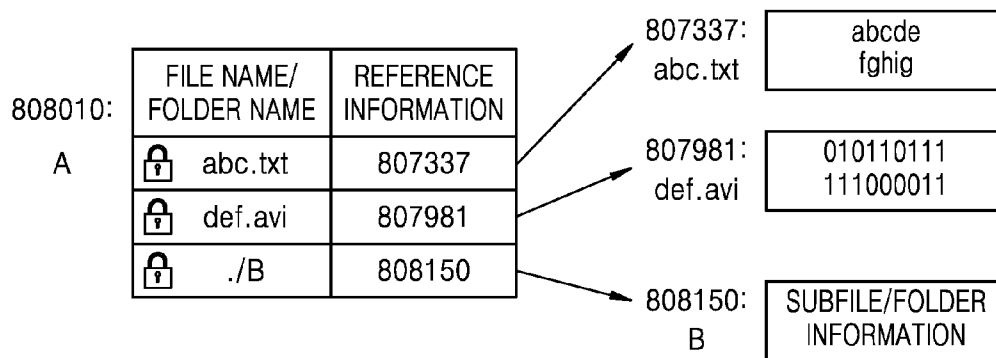 808010:
A
FILE NAME/
FOLDER NAME
REFERENCE
INFORMATION
abc.txt
807337
def.avi
807981
./B
808150
807337:
abc.txt
abcde
fghig
807981:
def.avi
010110111
111000011
808150:
B
SUBFILE/FOLDER
INFORMATION